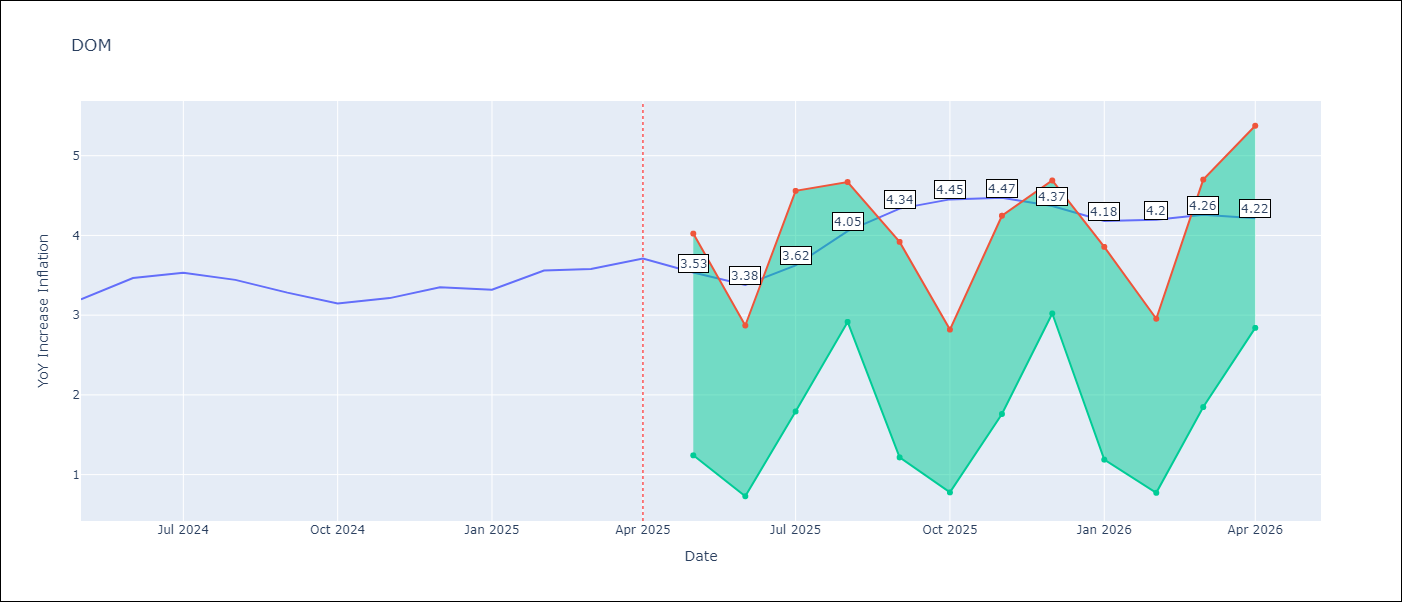 DOM
YoY Increase Inflation
5
4
3
2
1
3.53
3.38
3.62
4.05
4.34
4.45
4.47
4.37
4.18
4.2
4.26
4.22
Jul 2024
Oct 2024
Jan 2025
Apr 2025
Jul 2025
Oct 2025
Jan 2026
Apr 2026
Date